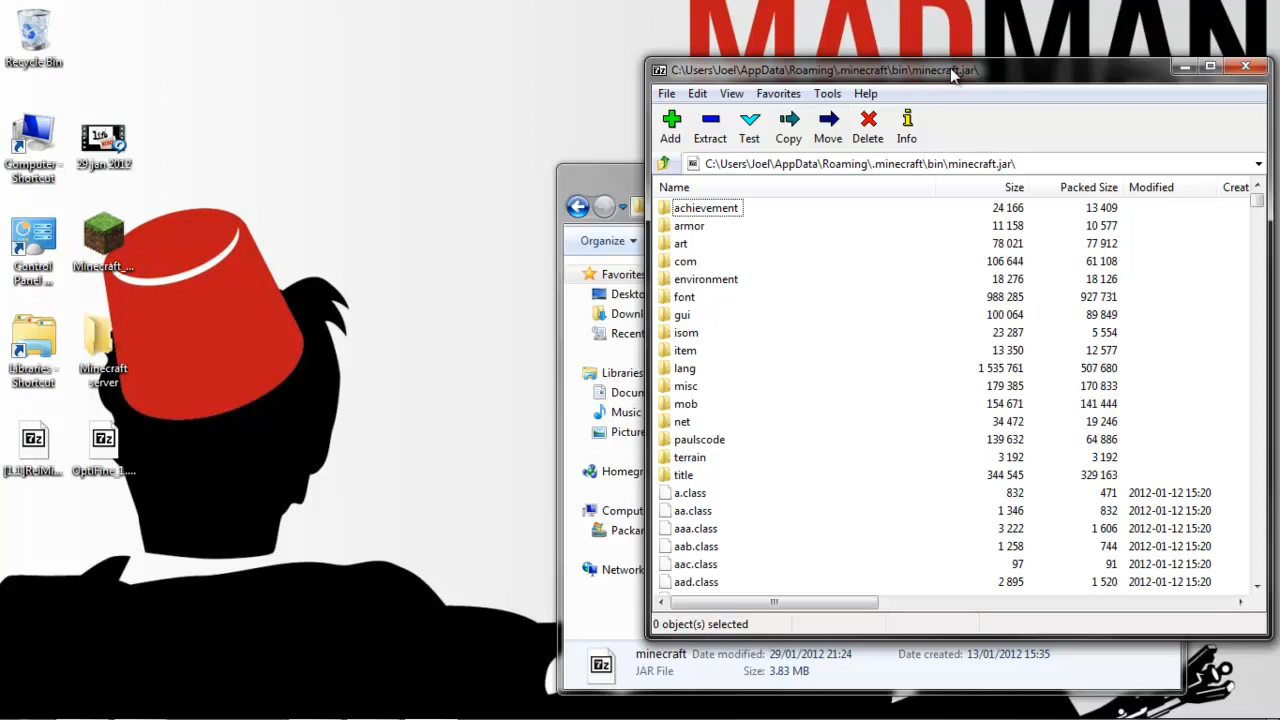 MADMAN
Recycle Bin
Computer -
Shortcut
29 jan 2012
Control
Panel ...
Minecraft_...
Libraries -
Shortcut
Minecraft
server
[1.1]ReiMi...
OptiFine_1....
C:\Users\Joel\AppData\Roaming\.minecraft\bin\minecraft.jar\
File Edit View Favorites Tools Help
Add Extract Test Copy Move Delete Info
C:\Users\Joel\AppData\Roaming\.minecraft\bin\minecraft.jar\
Name Size Packed Size Modified Creat
achievement 24 166 13 409
armor 11 158 10 577
art 78 021 77 912
com 106 644 61 108
environment 18 276 18 126
font 988 285 927 731
gui 100 064 89 849
isom 23 287 5 554
item 13 350 12 577
lang 1 535 761 507 680
misc 179 385 170 833
mob 154 671 141 444
net 34 472 19 246
paulscode 139 632 64 886
terrain 3 192 3 192
title 344 545 329 163
a.class 832 471 2012-01-12 15:20
aa.class 1 346 832 2012-01-12 15:20
aaa.class 3 222 1 606 2012-01-12 15:20
aab.class 1 258 744 2012-01-12 15:20
aac.class 97 91 2012-01-12 15:20
aad.class 2 895 1 520 2012-01-12 15:20
0 object(s) selected
Organize
Favorites
Deskto
Downl
Recent
Libraries
Docum
Music
Picture
Homegr
Comput
Packar
Network
minecraft Date modified: 29/01/2012 21:24 Date created: 13/01/2012 15:35
JAR File Size: 3.83 MB